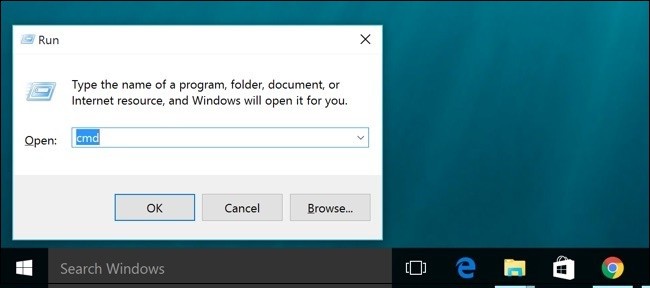 Run
Type the name of a program, folder, document, or
Internet resource, and Windows will open it for you.
Open: cmd
OK Cancel Browse...
Search Windows